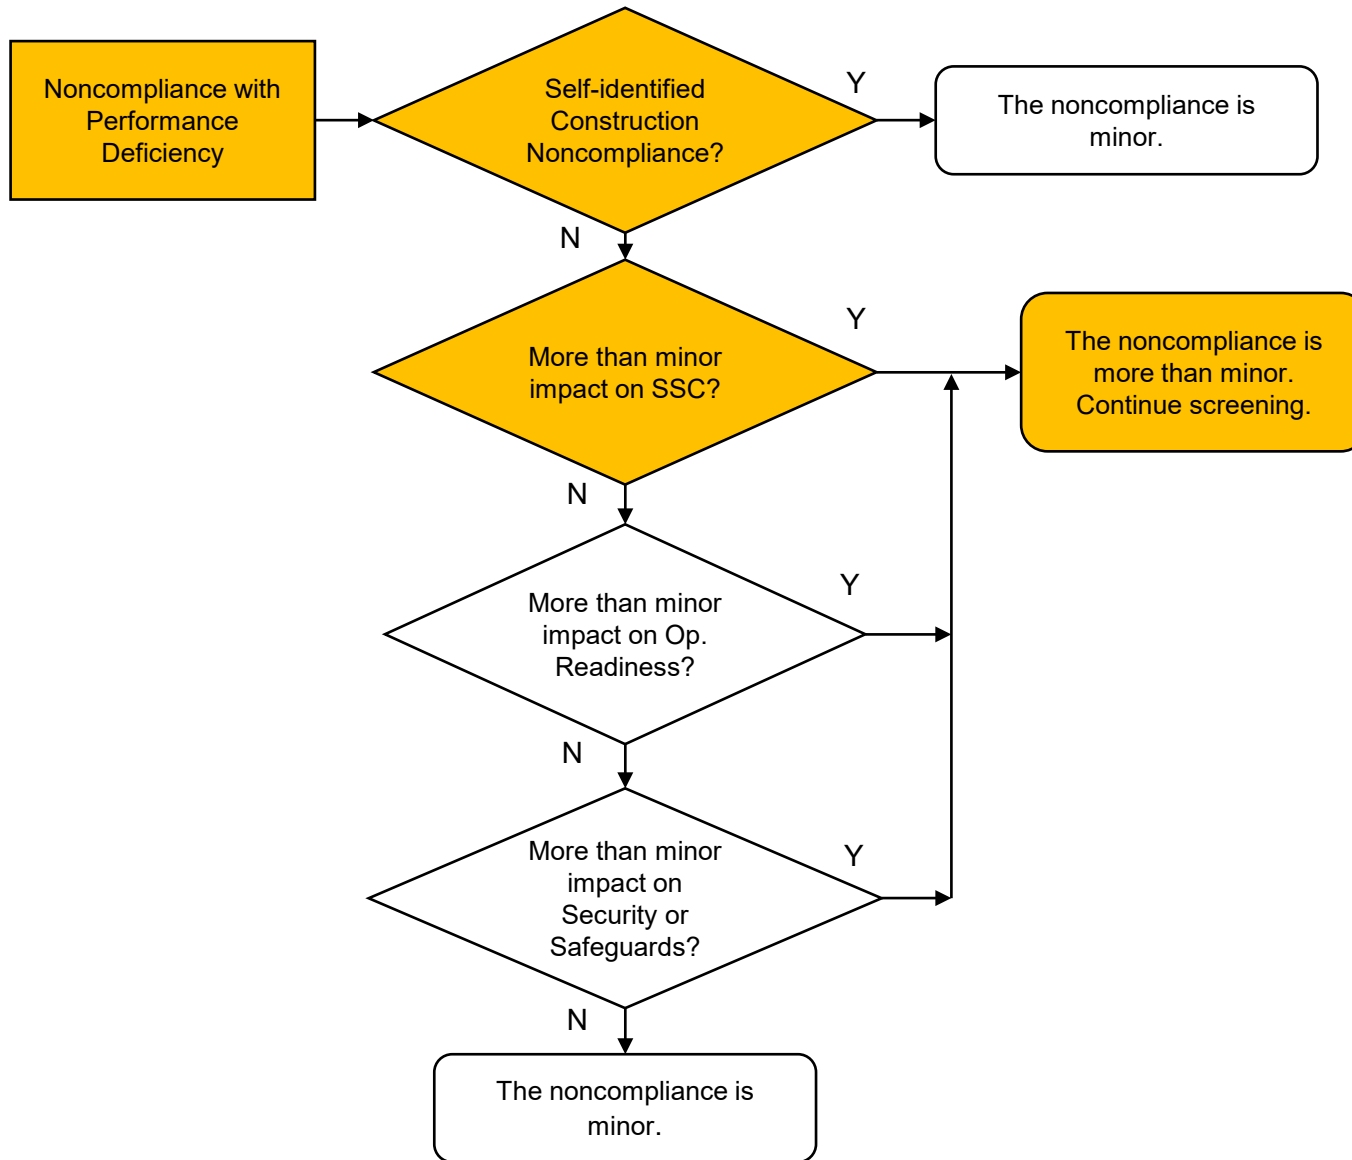 Noncompliance with
Performance
Deficiency
Self-identified
Construction
Noncompliance?
Y
The noncompliance is
minor.
N
More than minor
impact on SSC?
Y
The noncompliance is
more than minor.
Continue screening.
N
More than minor
impact on Op.
Readiness?
Y
N
More than minor
impact on
Security or
Safeguards?
Y
N
The noncompliance is
minor.